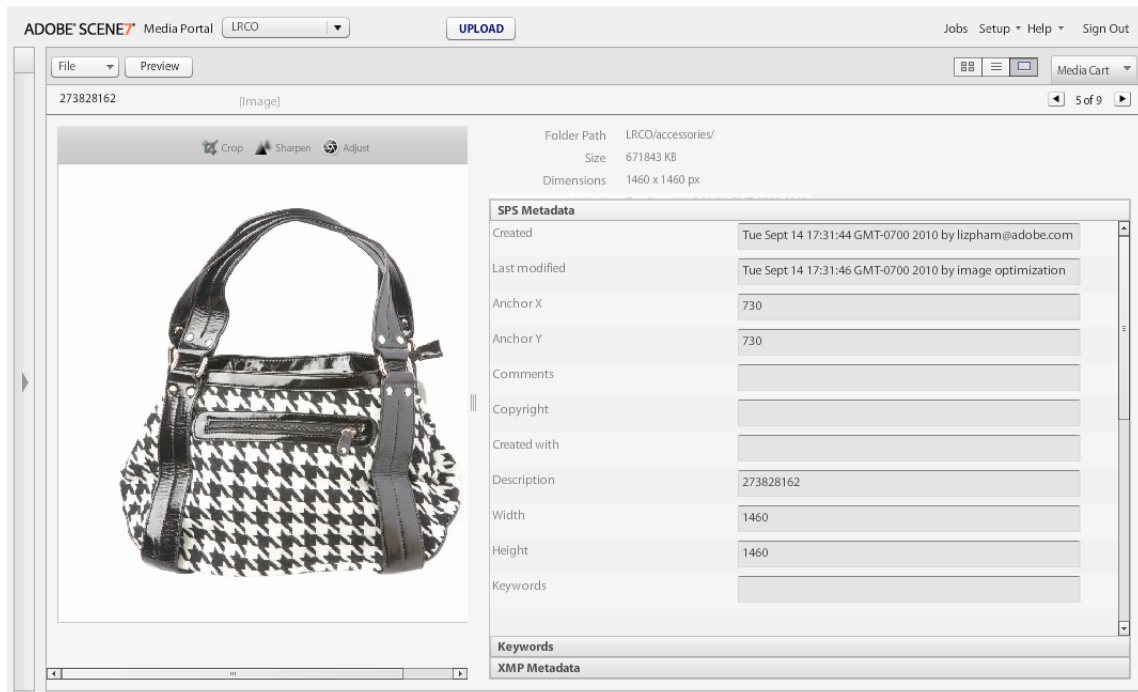 ADOBE® SCENE7® Media Portal LRCO UPLOAD Jobs Setup Help Sign Out
File Preview Media Cart
273828162 [Image] 5 of 9
Crop Sharpen Adjust
Folder Path LRCO/accessories/
Size 671843 KB
Dimensions 1460 x 1460 px
SPS Metadata
Created Tue Sept 14 17:31:44 GMT-0700 2010 by lizpham@adobe.com
Last modified Tue Sept 14 17:31:46 GMT-0700 2010 by image optimization
Anchor X 730
Anchor Y 730
Comments
Copyright
Created with
Description 273828162
Width 1460
Height 1460
Keywords
Keywords
XMP Metadata